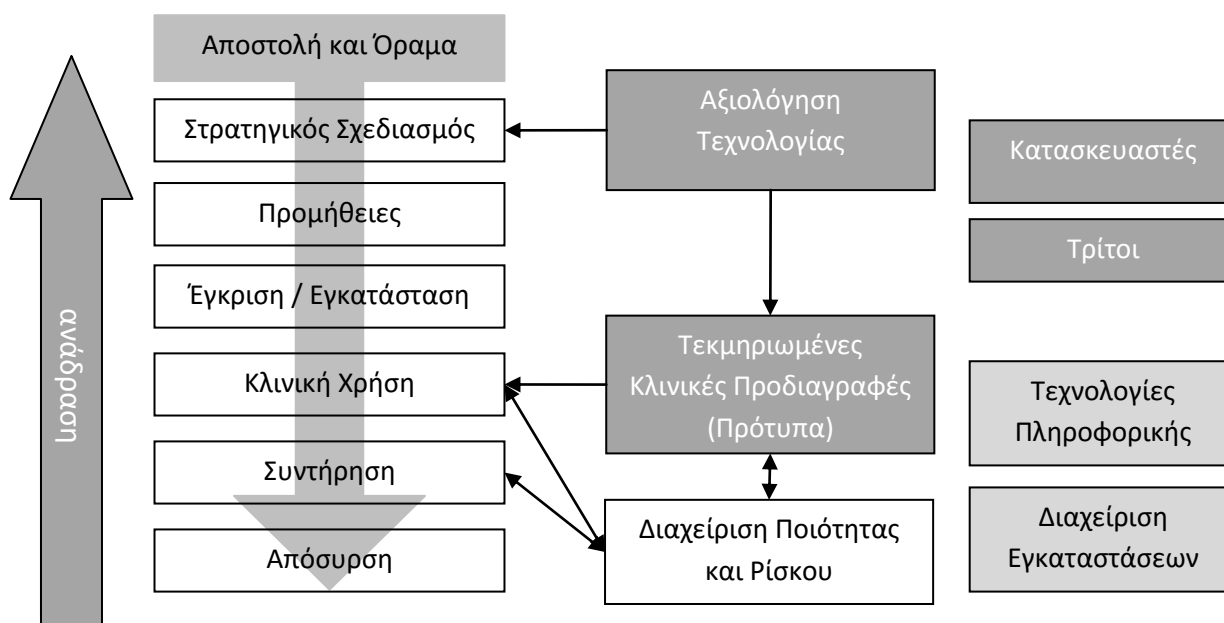 Αποστολή και Όραμα
Στρατηγικός Σχεδιασμός
Προμήθειες
Έγκριση / Εγκατάσταση
Κλινική Χρήση
Συντήρηση
Απόσυρση
ανάδραση
Αξιολόγηση
Τεχνολογίας
Τεκμηριωμένες
Κλινικές Προδιαγραφές
(Πρότυπα)
Διαχείριση Ποιότητας
και Ρίσκου
Κατασκευαστές
Τρίτοι
Τεχνολογίες
Πληροφορικής
Διαχείριση
Εγκαταστάσεων